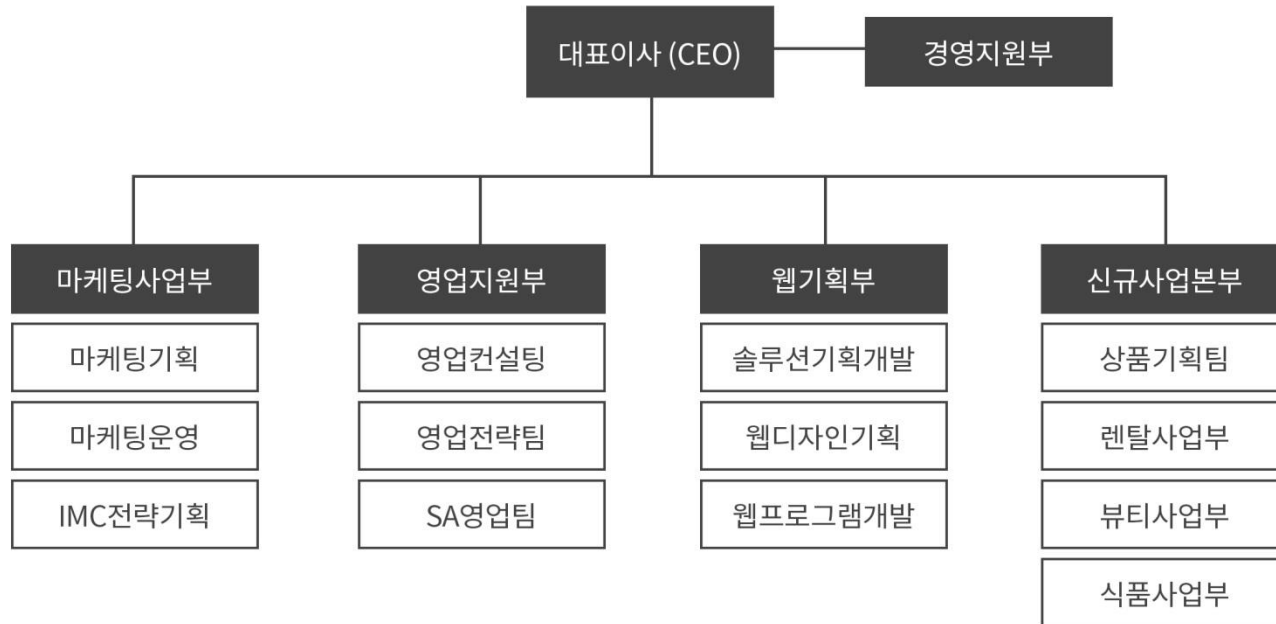 대표이사 (CEO)
경영지원부
마케팅사업부
마케팅기획
마케팅운영
IMC전략기획
영업지원부
영업컨설팅
영업전략팀
SA영업팀
웹기획부
솔루션기획개발
웹디자인기획
웹프로그램개발
신규사업본부
상품기획팀
렌탈사업부
뷰티사업부
식품사업부